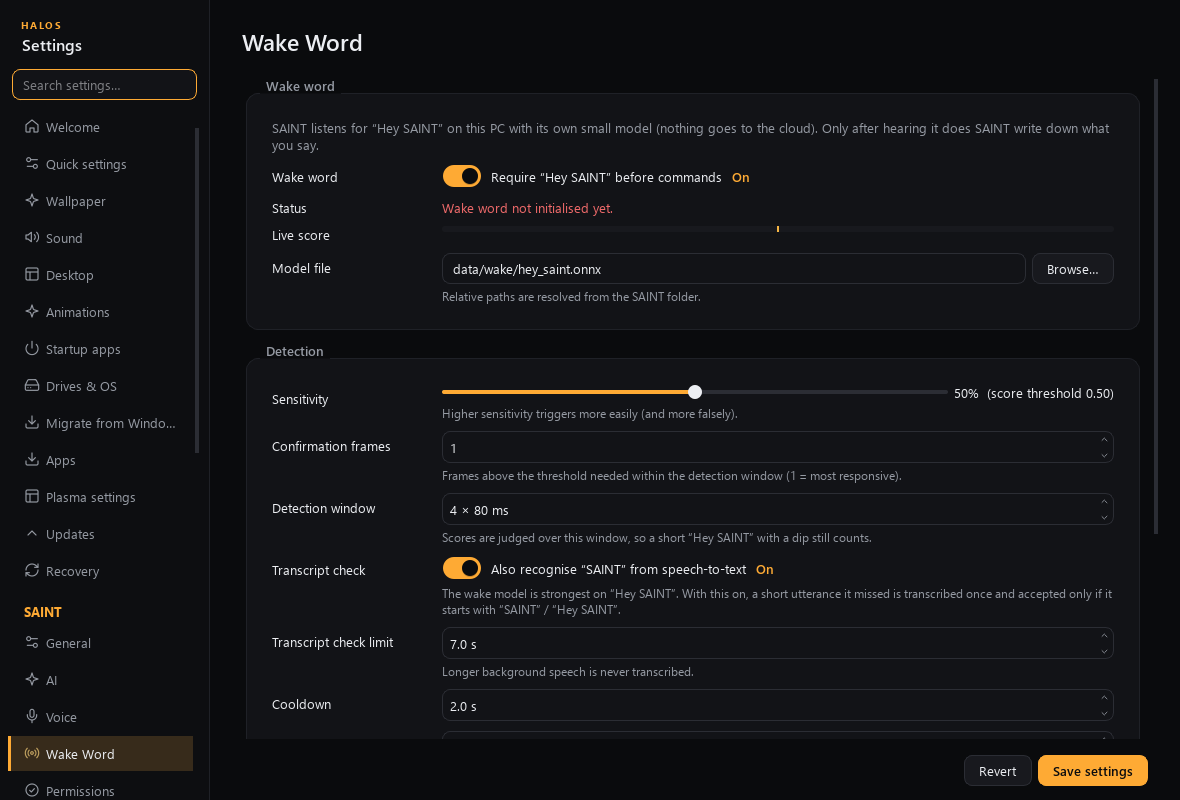 HALOS
Settings
Search settings...
Welcome
Quick settings
Wallpaper
Sound
Desktop
Animations
Startup apps
Drives & OS
Migrate from Windo...
Apps
Plasma settings
Updates
Recovery
SAINT
General
AI
Voice
Wake Word
Permissions
Wake Word
Wake word
SAINT listens for “Hey SAINT” on this PC with its own small model (nothing goes to the cloud). Only after hearing it does SAINT write down what
you say.
Wake word Require “Hey SAINT” before commands On
Status Wake word not initialised yet.
Live score
Model file data/wake/hey_saint.onnx Browse...
Relative paths are resolved from the SAINT folder.
Detection
Sensitivity 50% (score threshold 0.50)
Higher sensitivity triggers more easily (and more falsely).
Confirmation frames 1
Frames above the threshold needed within the detection window (1 = most responsive).
Detection window 4 × 80 ms
Scores are judged over this window, so a short “Hey SAINT” with a dip still counts.
Transcript check Also recognise “SAINT” from speech-to-text On
The wake model is strongest on “Hey SAINT”. With this on, a short utterance it missed is transcribed once and accepted only if it
starts with “SAINT” / “Hey SAINT”.
Transcript check limit 7.0 s
Longer background speech is never transcribed.
Cooldown 2.0 s
Revert Save settings